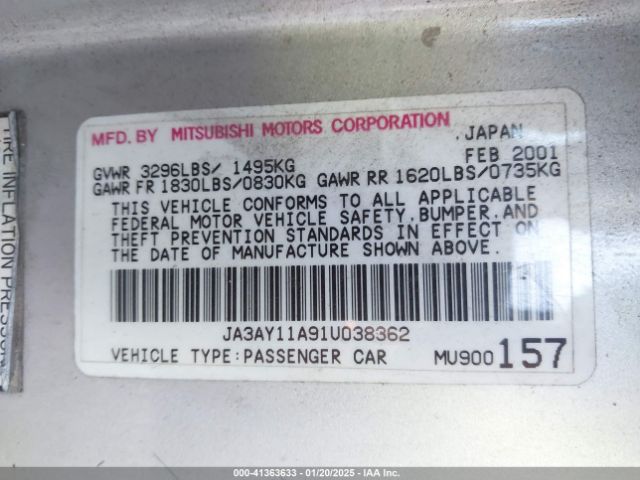 MFD. BY MITSUBISHI MOTORS CORPORATION JAPAN
GVWR 3296LBS/ 1495KG FEB 2001
GAWR FR 1830LBS/0830KG GAWR RR 1620LBS/0735KG
THIS VEHICLE CONFORMS TO ALL APPLICABLE
FEDERAL MOTOR VEHICLE SAFETY, BUMPER, AND
THEFT PREVENTION STANDARDS IN EFFECT ON
THE DATE OF MANUFACTURE SHOWN ABOVE.
JA3AY11A91U038362
VEHICLE TYPE:PASSENGER CAR MU900157
TIRE INFLATION PRESSURE
000-41363633 - 01/20/2025 - IAA Inc.